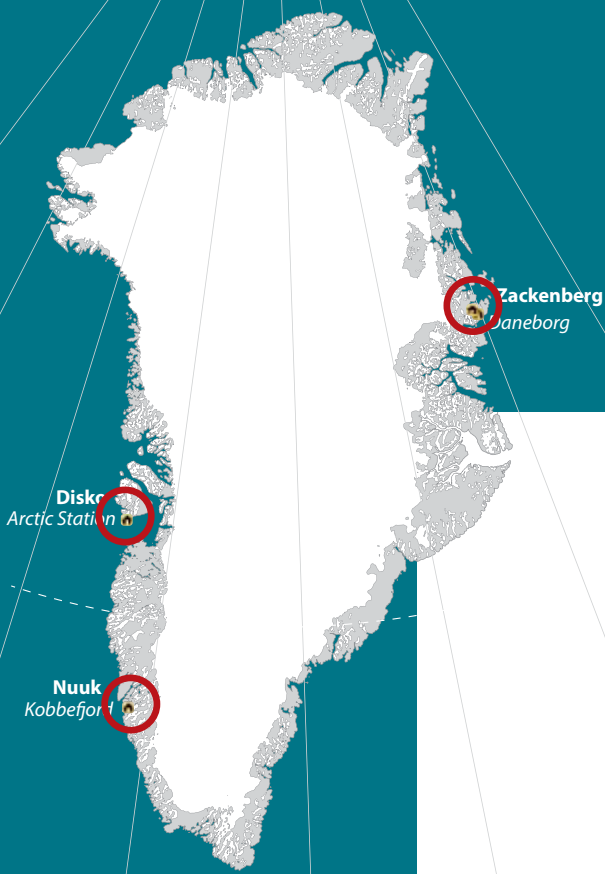 Zackenberg
Daneborg
Disko
Arctic Station
Nuuk
Kobbefjord